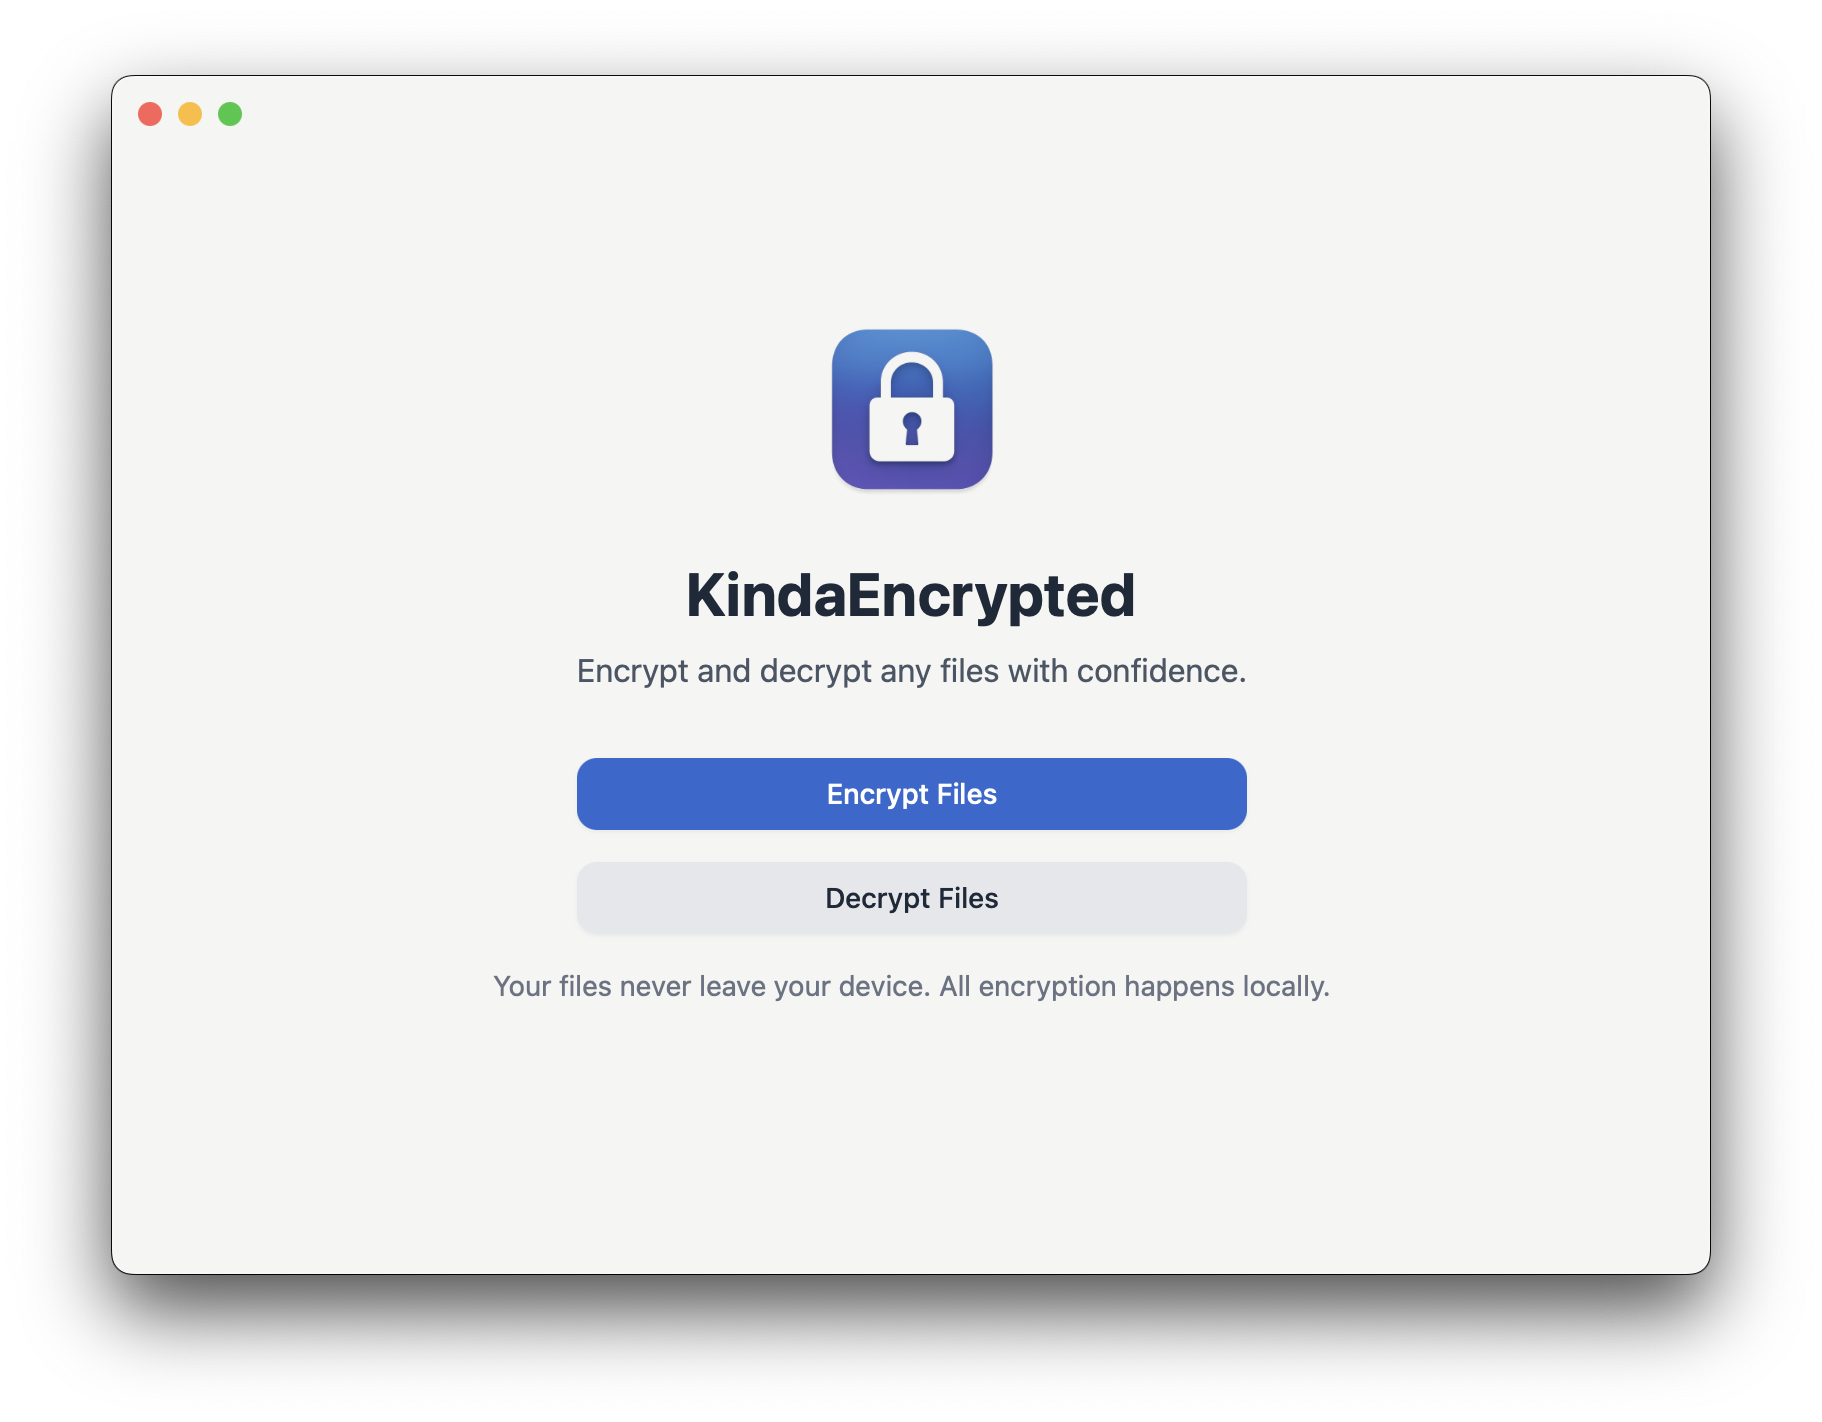 KindaEncrypted
Encrypt and decrypt any files with confidence.
Encrypt Files
Decrypt Files
Your files never leave your device. All encryption happens locally.